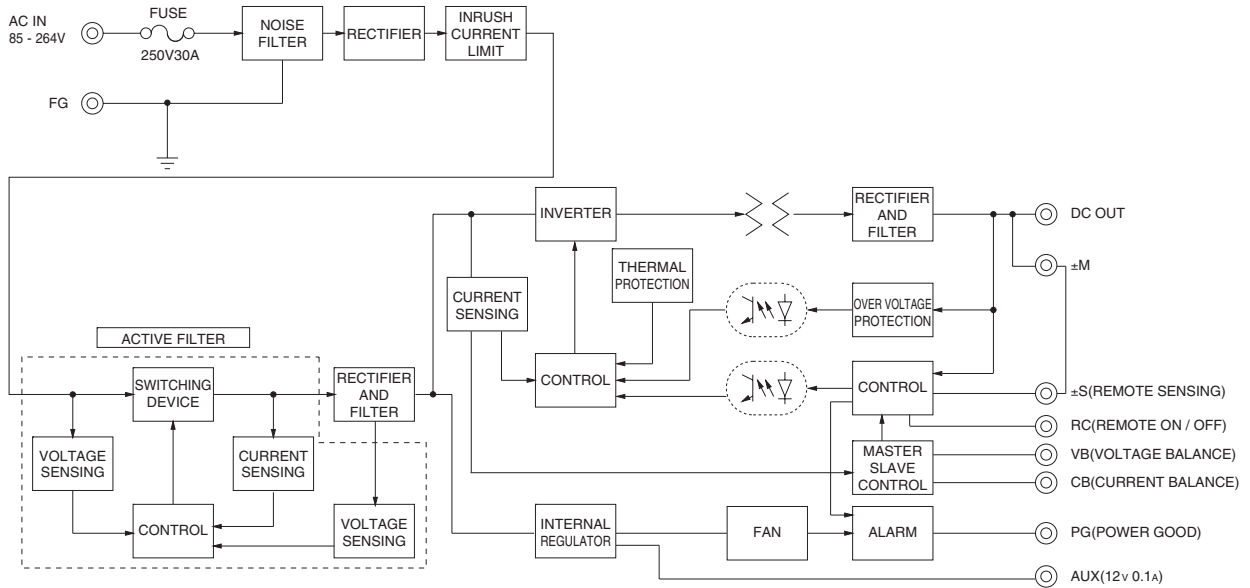 AC IN
85 - 264V
FUSE
250V30A
NOISE
FILTER
RECTIFIER
INRUSH
CURRENT
LIMIT
FG
INVERTER
RECTIFIER
AND
FILTER
DC OUT
±M
THERMAL
PROTECTION
CURRENT
SENSING
OVER VOLTAGE
PROTECTION
ACTIVE FILTER
SWITCHING
DEVICE
RECTIFIER
AND
FILTER
CONTROL
CONTROL
±S(REMOTE SENSING)
RC(REMOTE ON / OFF)
VOLTAGE
SENSING
CURRENT
SENSING
MASTER
SLAVE
CONTROL
VB(VOLTAGE BALANCE)
CB(CURRENT BALANCE)
CONTROL
VOLTAGE
SENSING
INTERNAL
REGULATOR
FAN
ALARM
PG(POWER GOOD)
AUX(12V 0.1A)